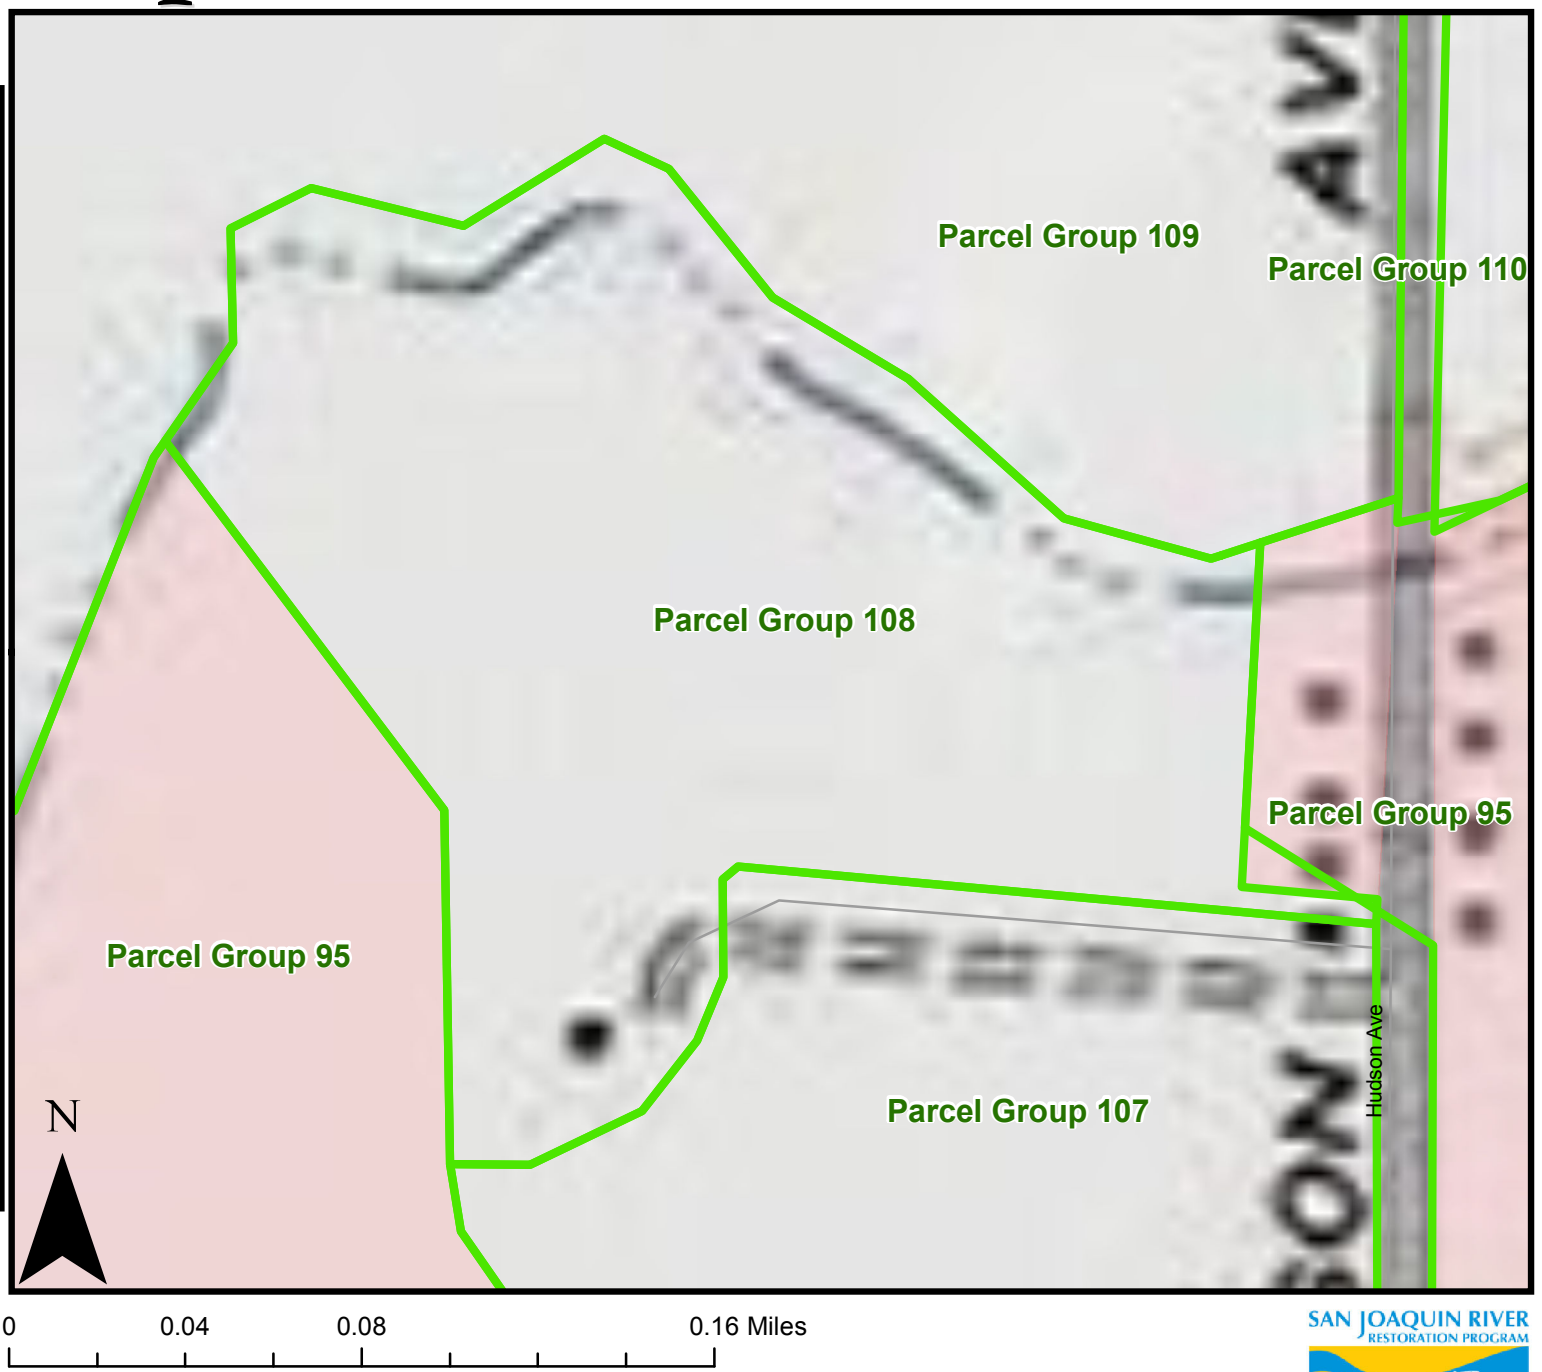 AV
Parcel Group 109
Parcel Group 110
Parcel Group 108
Parcel Group 95
Parcel Group 95
Hudson Ave
Parcel Group 107
SON
N
0 0.04 0.08 0.16 Miles
SAN JOAQUIN RIVER
RESTORATION PROGRAM